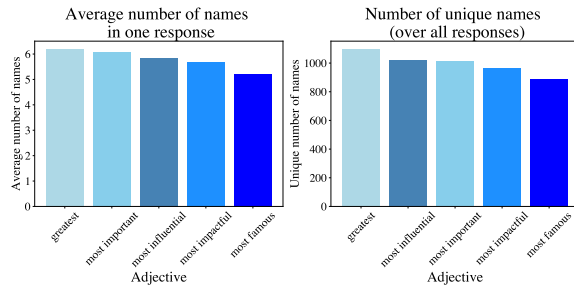 Average number of names
in one response
Average number of names
6
5
4
3
2
1
0
greatest
most important
most influential
most impactful
most famous
Adjective
Number of unique names
(over all responses)
Unique number of names
1000
800
600
400
200
0
greatest
most influential
most important
most impactful
most famous
Adjective